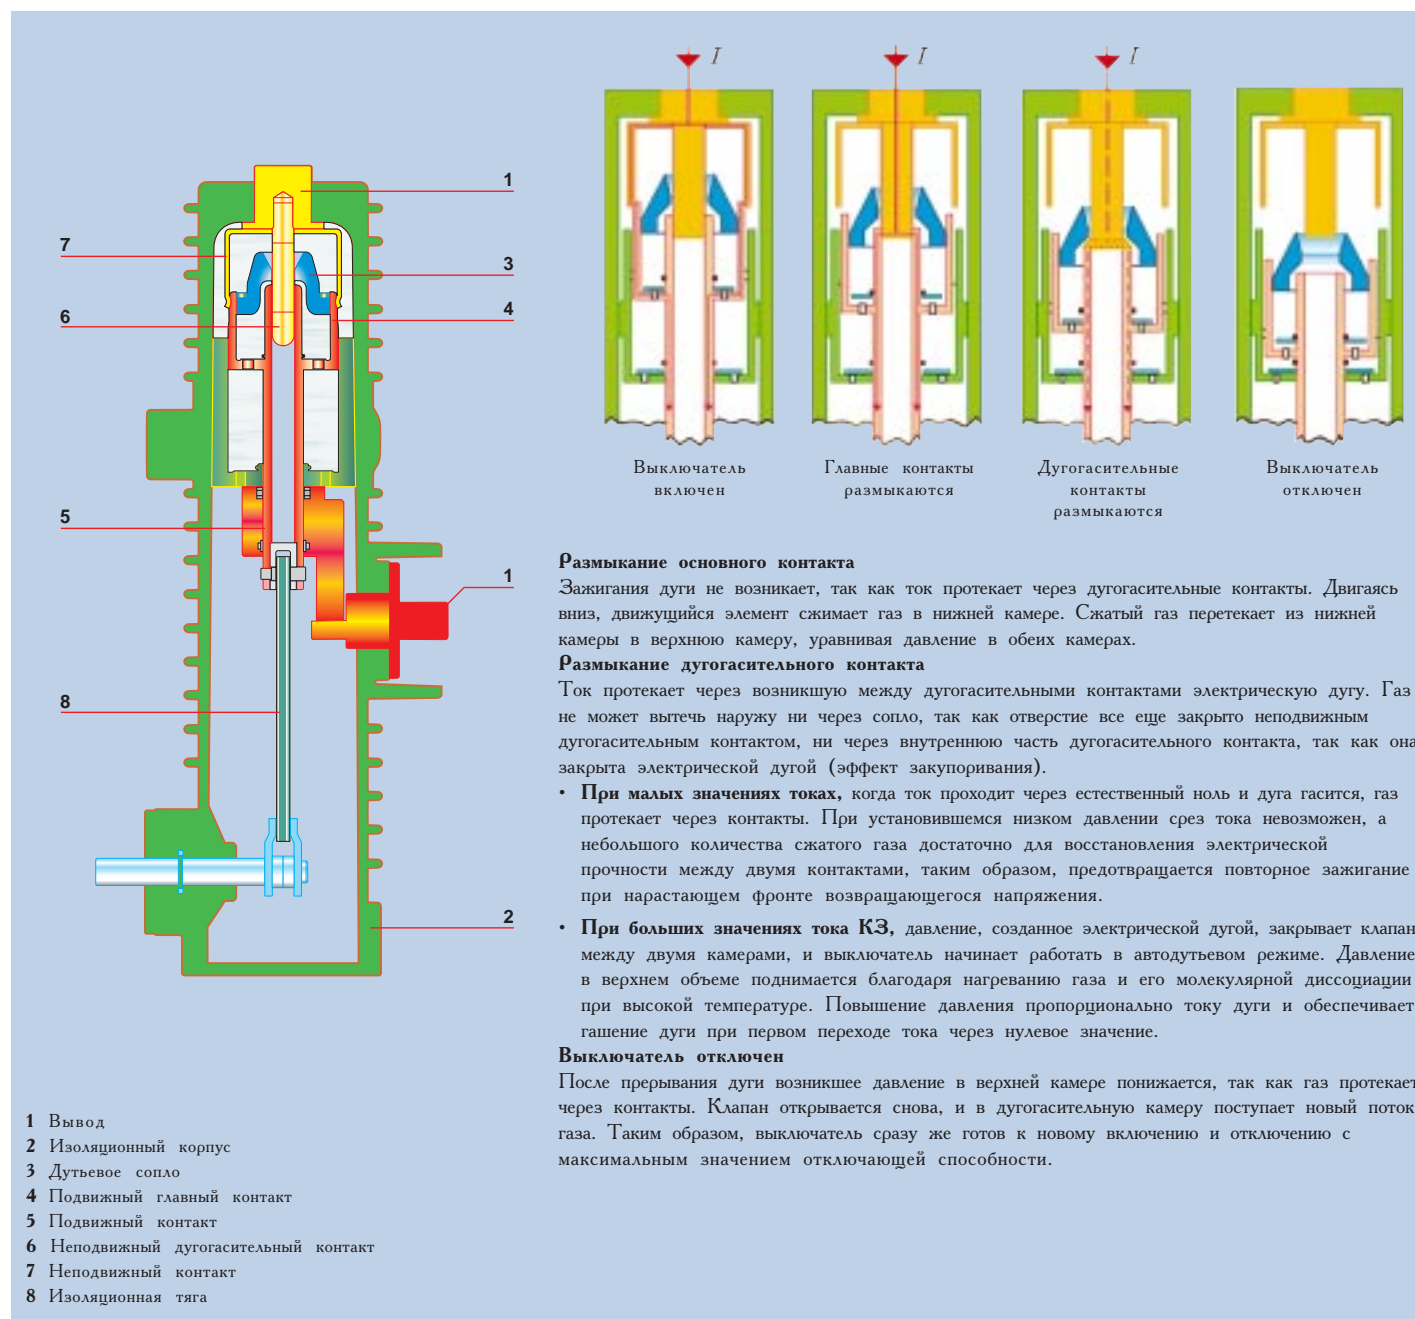 I
I
I
1
7
3
4
6
5
1
8
2
Выключатель
включен
Главные контакты
размыкаются
Дугогасительные
контакты
размыкаются
Выключатель
отключен
Размыкание основного контакта
Зажигания дуги не возникает, так как ток протекает через дугогасительные контакты. Двигаясь
вниз, движущийся элемент сжимает газ в нижней камере. Сжатый газ перетекает из нижней
камеры в верхнюю камеру, уравнивая давление в обеих камерах.
Размыкание дугогасительного контакта
Ток протекает через возникшую между дугогасительными контактами электрическую дугу. Газ
не может вытечь наружу ни через сопло, так как отверстие все еще закрыто неподвижным
дугогасительным контактом, ни через внутреннюю часть дугогасительного контакта, так как она
закрыта электрической дугой (эффект закупоривания).
• При малых значениях токах, когда ток проходит через естественный ноль и дуга гасится, газ
протекает через контакты. При установившемся низком давлении срез тока невозможен, а
небольшого количества сжатого газа достаточно для восстановления электрической
прочности между двумя контактами, таким образом, предотвращается повторное зажигание
при нарастающем фронте возвращающегося напряжения.
• При больших значениях тока КЗ, давление, созданное электрической дугой, закрывает клапан
между двумя камерами, и выключатель начинает работать в автодутьевом режиме. Давление
в верхнем объеме поднимается благодаря нагреванию газа и его молекулярной диссоциации
при высокой температуре. Повышение давления пропорционально току дуги и обеспечивает
гашение дуги при первом переходе тока через нулевое значение.
Выключатель отключен
После прерывания дуги возникшее давление в верхней камере понижается, так как газ протекает
через контакты. Клапан открывается снова, и в дугогасительную камеру поступает новый поток
газа. Таким образом, выключатель сразу же готов к новому включению и отключению с
максимальным значением отключающей способности.
1 Вывод
2 Изоляционный корпус
3 Дутьевое сопло
4 Подвижный главный контакт
5 Подвижный контакт
6 Неподвижный дугогасительный контакт
7 Неподвижный контакт
8 Изоляционная тяга